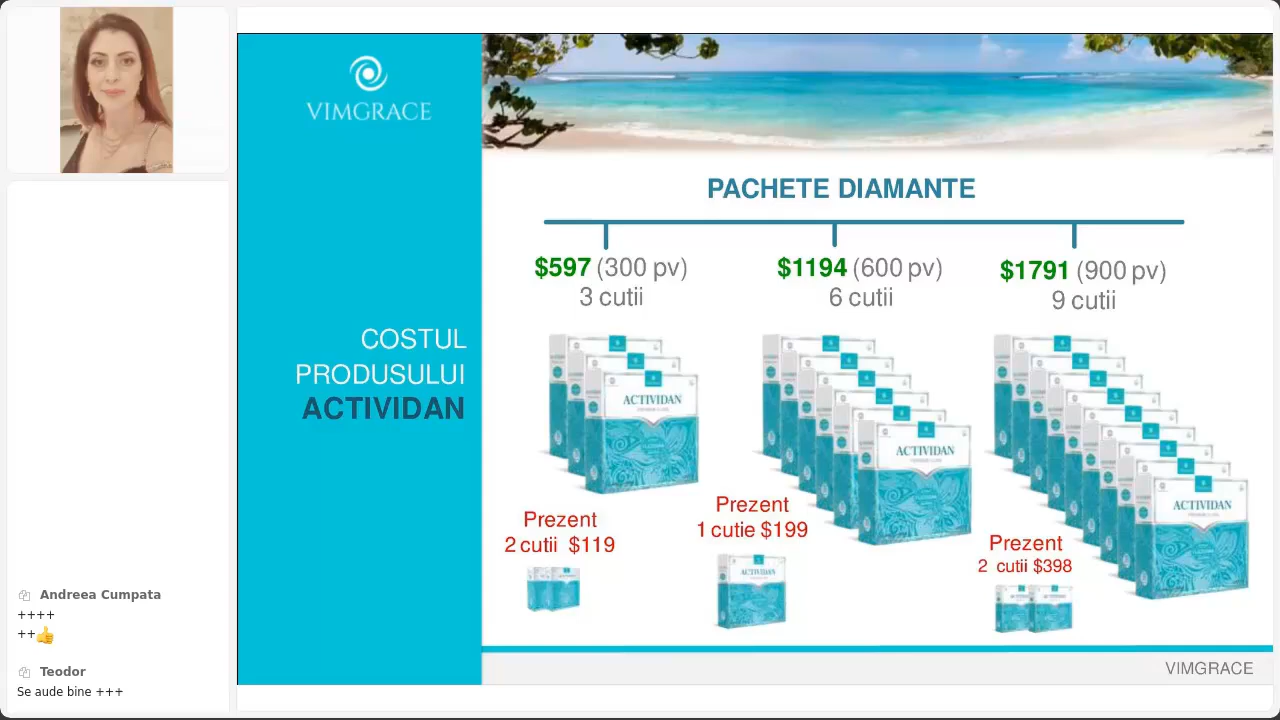 VIMGRACE
PACHETE DIAMANTE
$597 (300 pv)
3 cutii
$1194 (600 pv)
6 cutii
$1791 (900 pv)
9 cutii
COSTUL
PRODUSULUI
ACTIVIDAN
ACTIVIDAN
ACTIVIDAN
ACTIVIDAN
Prezent
2 cutii $119
Prezent
1 cutie $199
Prezent
2 cutii $398
ACTIVIDAN
VIMGRACE
Andreea Cumpata
++++
++👍
Teodor
Se aude bine +++